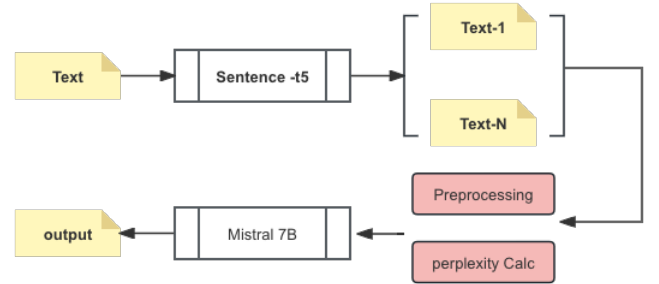 Text
Sentence -t5
Text-1
Text-N
Preprocessing
perplexity Calc
Mistral 7B
output